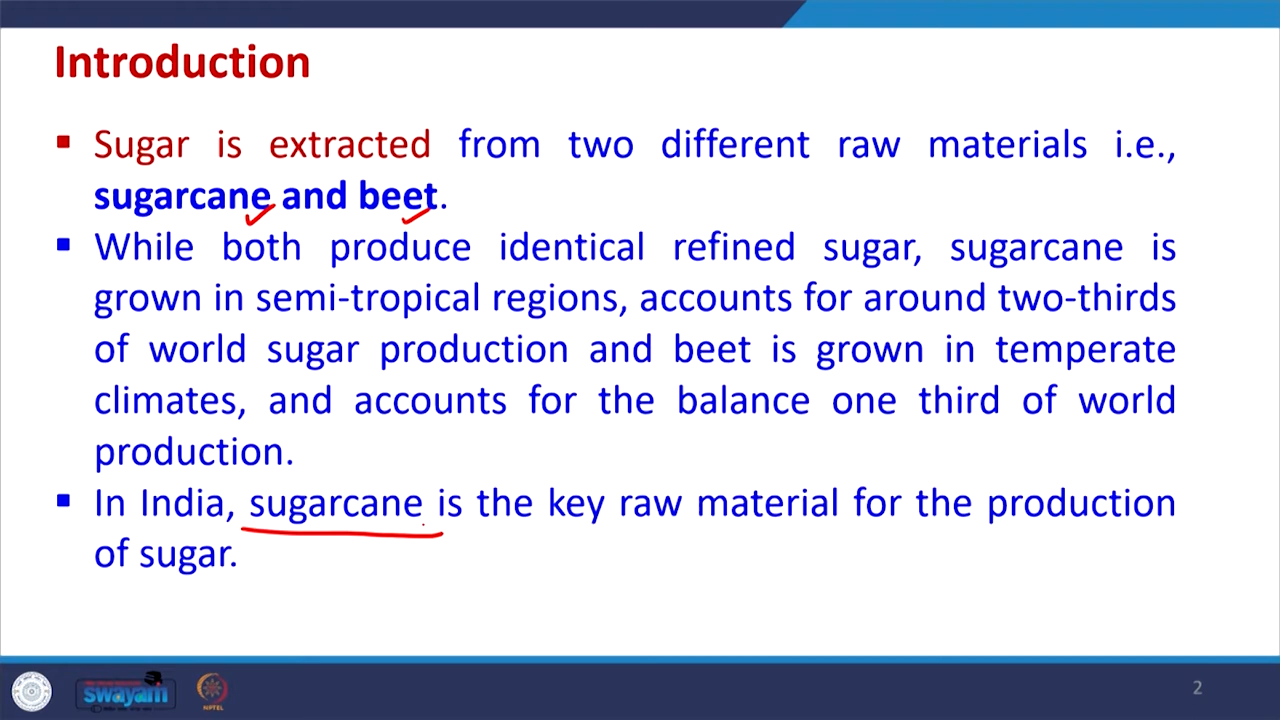 Introduction
▪ Sugar is extracted from two different raw materials i.e.,
sugarcane and beet.
▪ While both produce identical refined sugar, sugarcane is
grown in semi-tropical regions, accounts for around two-thirds
of world sugar production and beet is grown in temperate
climates, and accounts for the balance one third of world
production.
▪ In India, sugarcane is the key raw material for the production
of sugar.
swayam
NPTEL
2